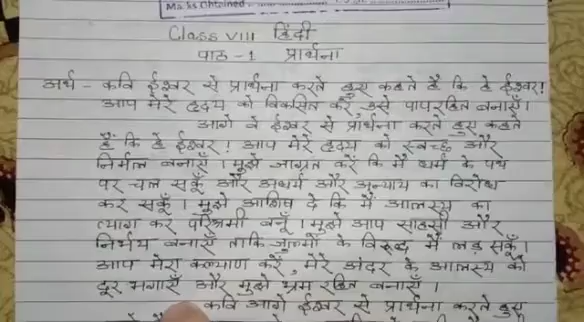 Marks Obtained
Class VIII हिंदी
पाठ - 1 प्रार्थना
अर्थ - कवि ईश्वर से प्रार्थना करते हुस कहते है कि हे ईश्वर!
आप मेरे हृदय को विकसित करें, उसे पापरहित बनाएँ।
आगे वे ईश्वर से प्रार्थना करते हुस कहते
हैं कि हे ईश्वर! आप मेरे हृदय को स्वच्छ और
निर्मल बनाएँ। मुझे जाग्रत करें कि मैं धर्म के पथ
पर चल सकूँ और अधर्म और अन्याय का विरोध
कर सकूँ। मुझे आशिष दे कि मैं आलस्य का
त्याग कर परिश्रमी बनूँ। मुझे आप साहसी और
निर्भय बनाएँ ताकि जुल्मों के विरूद्ध मैं लड़ सकूँ।
आप मेरा कल्याण करें, मेरे अंदर के आलस्य को
दूर भगाएँ और मुझे भ्रम रहित बनाएँ।
कवि आगे ईश्वर से प्रार्थना करते हुस